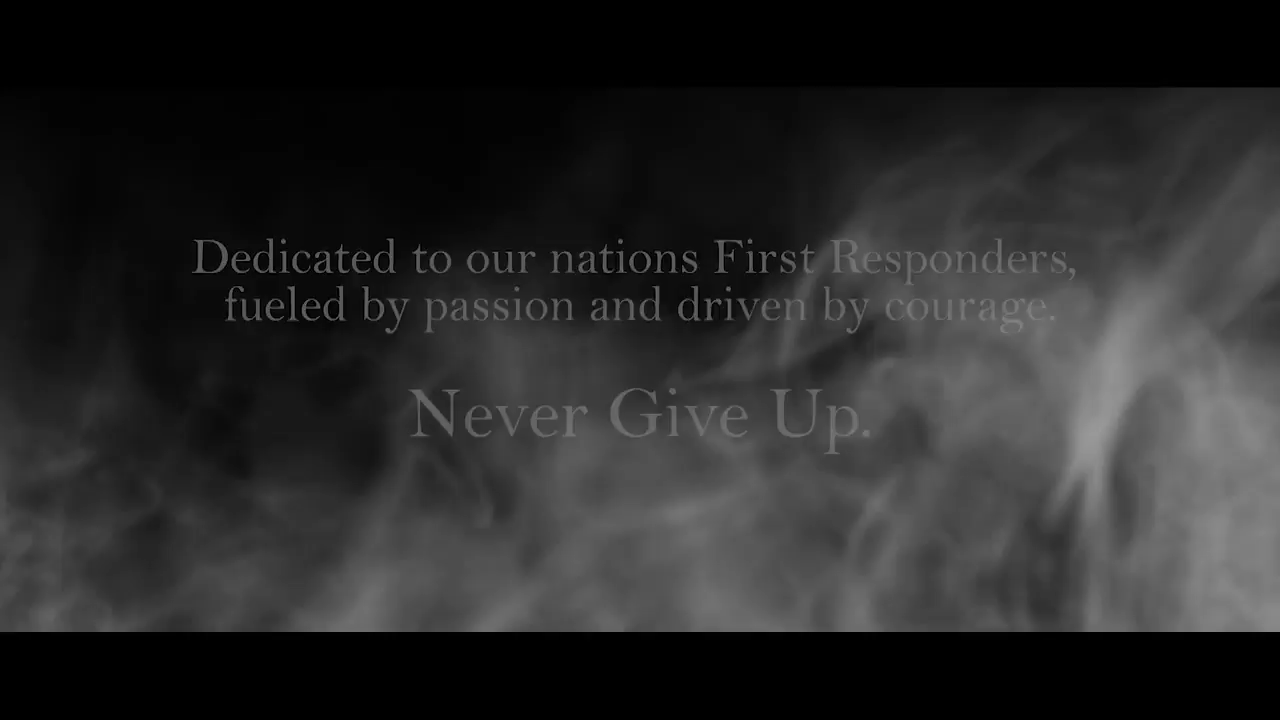 Dedicated to our nations First Responders,
fueled by passion and driven by courage.
Never Give Up.